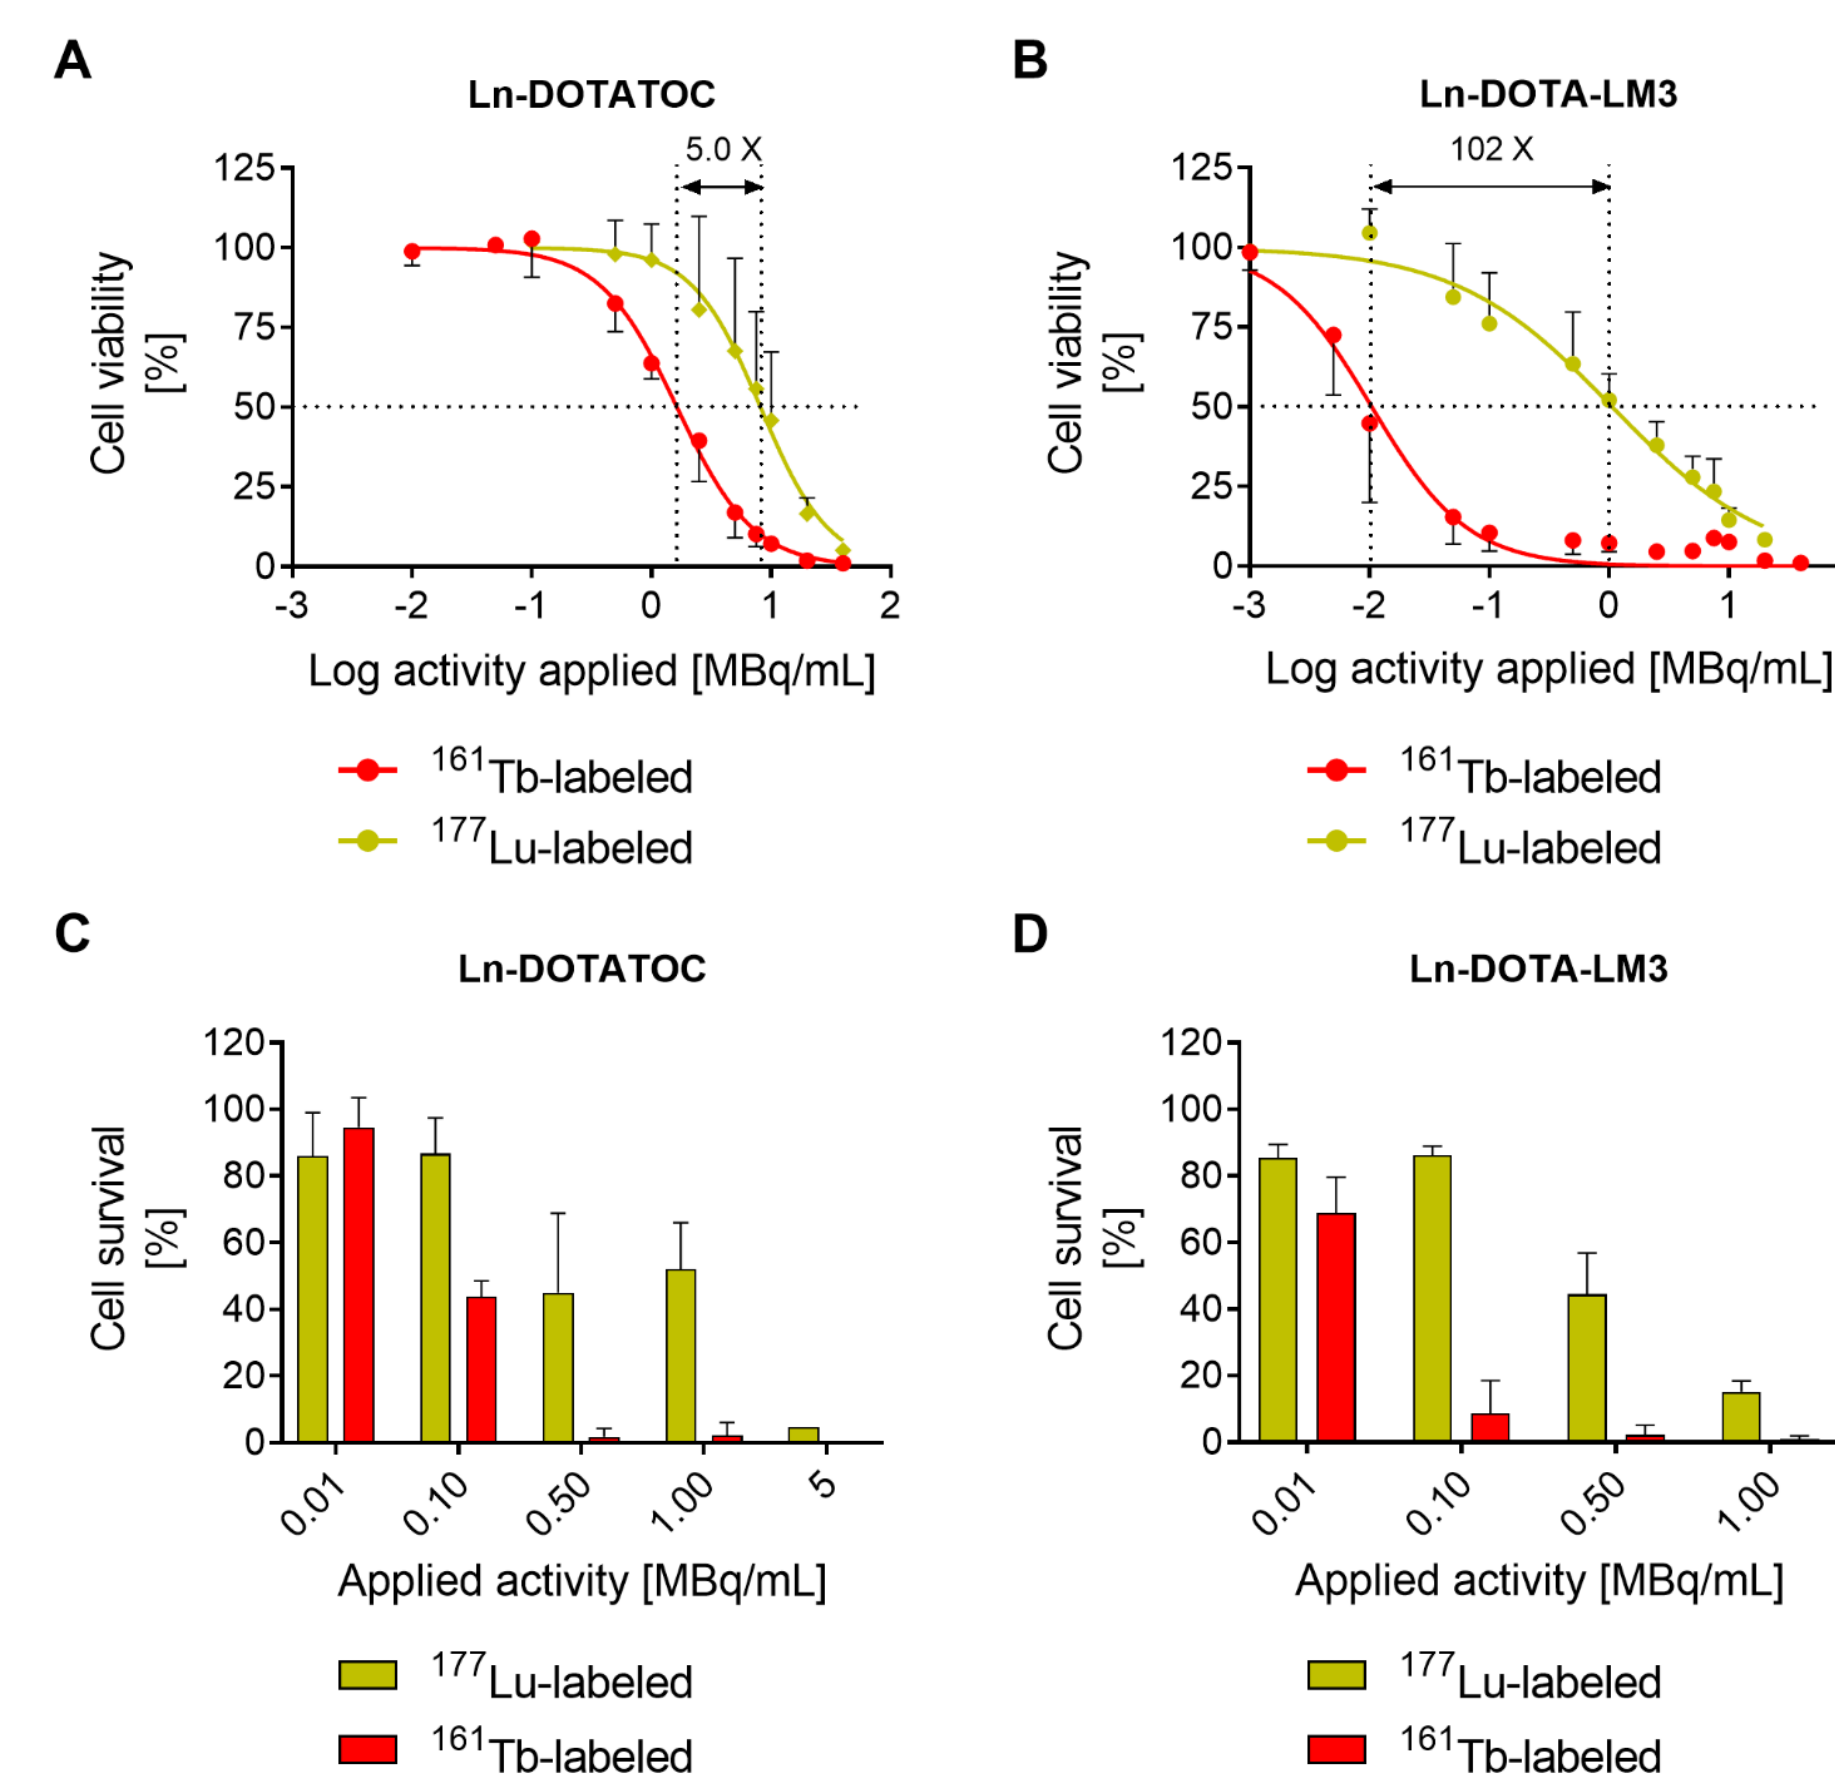 A
Ln-DOTATOC
5.0 X
125
100
75
50
25
0
Cell viability
[%]
-3 -2 -1 0 1 2
Log activity applied [MBq/mL]
161Tb-labeled
177Lu-labeled
B
Ln-DOTA-LM3
102 X
125
100
75
50
25
0
Cell viability
[%]
-3 -2 -1 0 1
Log activity applied [MBq/mL]
161Tb-labeled
177Lu-labeled
C
Ln-DOTATOC
120
100
80
60
40
20
0
Cell survival
[%]
0.01 0.10 0.50 1.00 5
Applied activity [MBq/mL]
177Lu-labeled
161Tb-labeled
D
Ln-DOTA-LM3
120
100
80
60
40
20
0
Cell survival
[%]
0.01 0.10 0.50 1.00
Applied activity [MBq/mL]
177Lu-labeled
161Tb-labeled